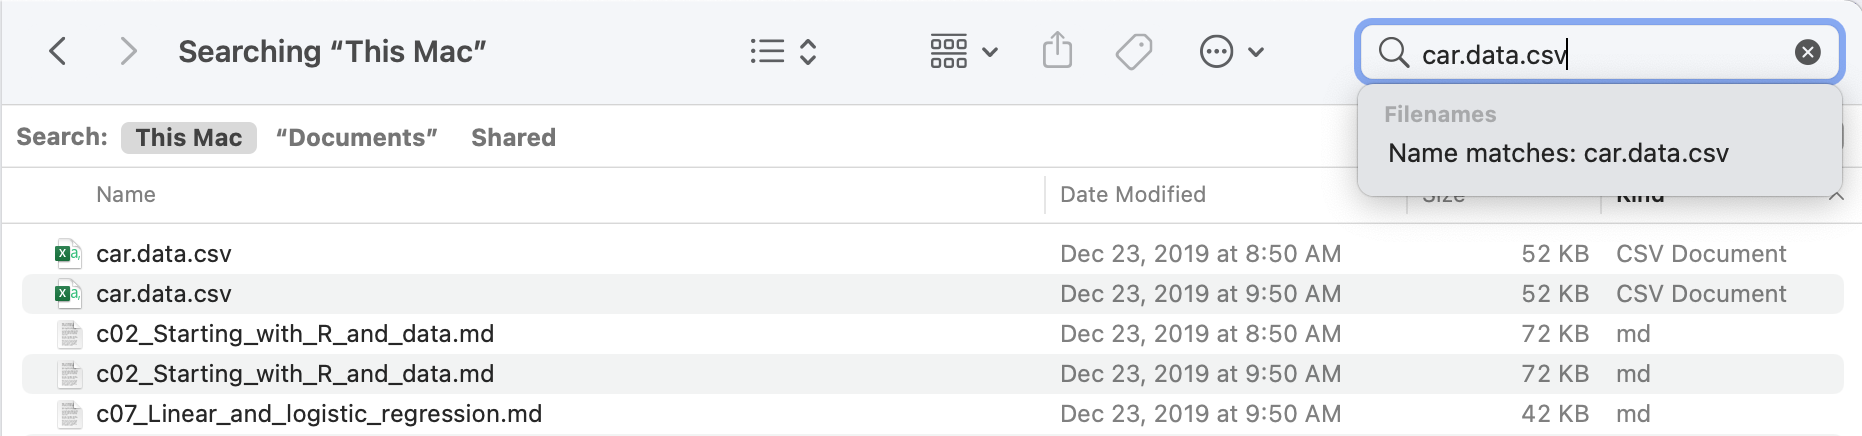 Searching “This Mac”
car.data.csv
Filenames
Name matches: car.data.csv
Search: This Mac “Documents” Shared
Name Date Modified Size Kind
car.data.csv Dec 23, 2019 at 8:50 AM 52 KB CSV Document
car.data.csv Dec 23, 2019 at 9:50 AM 52 KB CSV Document
c02_Starting_with_R_and_data.md Dec 23, 2019 at 8:50 AM 72 KB md
c02_Starting_with_R_and_data.md Dec 23, 2019 at 9:50 AM 72 KB md
c07_Linear_and_logistic_regression.md Dec 23, 2019 at 9:50 AM 42 KB md